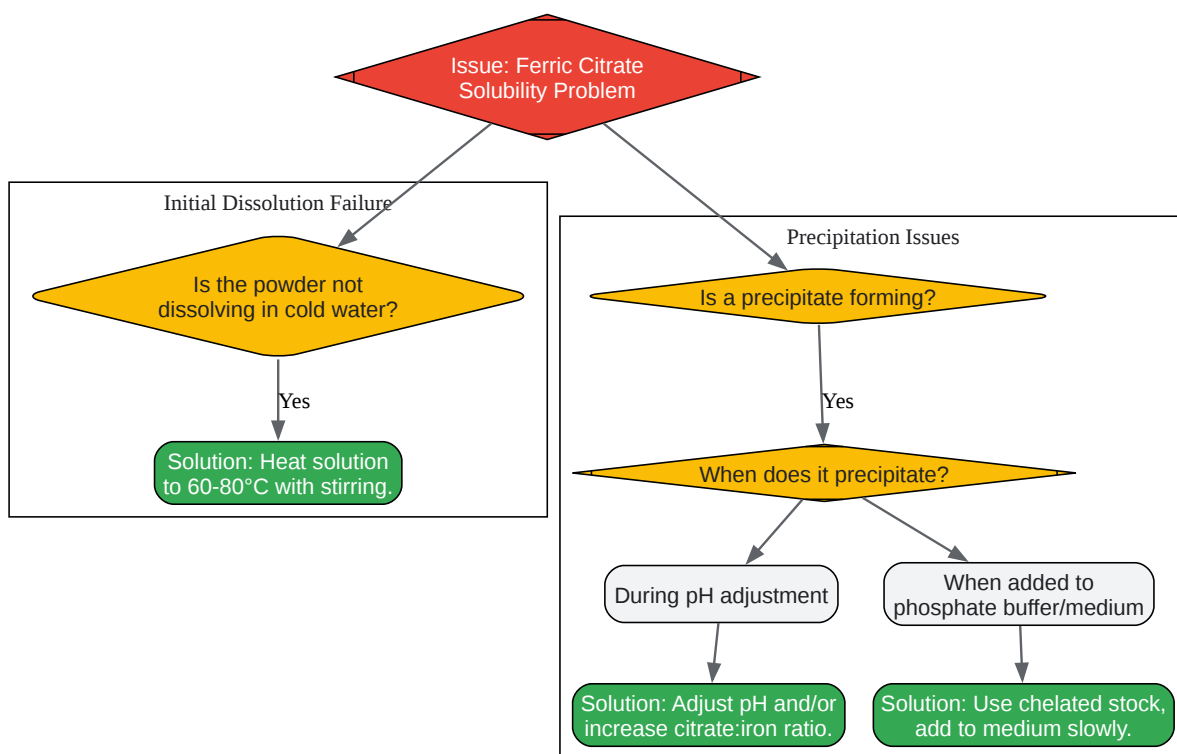 Issue: Ferric Citrate
Solubility Problem
Initial Dissolution Failure
Is the powder not
dissolving in cold water?
Yes
Solution: Heat solution
to 60-80°C with stirring.
Precipitation Issues
Is a precipitate forming?
Yes
When does it precipitate?
During pH adjustment
When added to
phosphate buffer/medium
Solution: Adjust pH and/or
increase citrate:iron ratio.
Solution: Use chelated stock,
add to medium slowly.